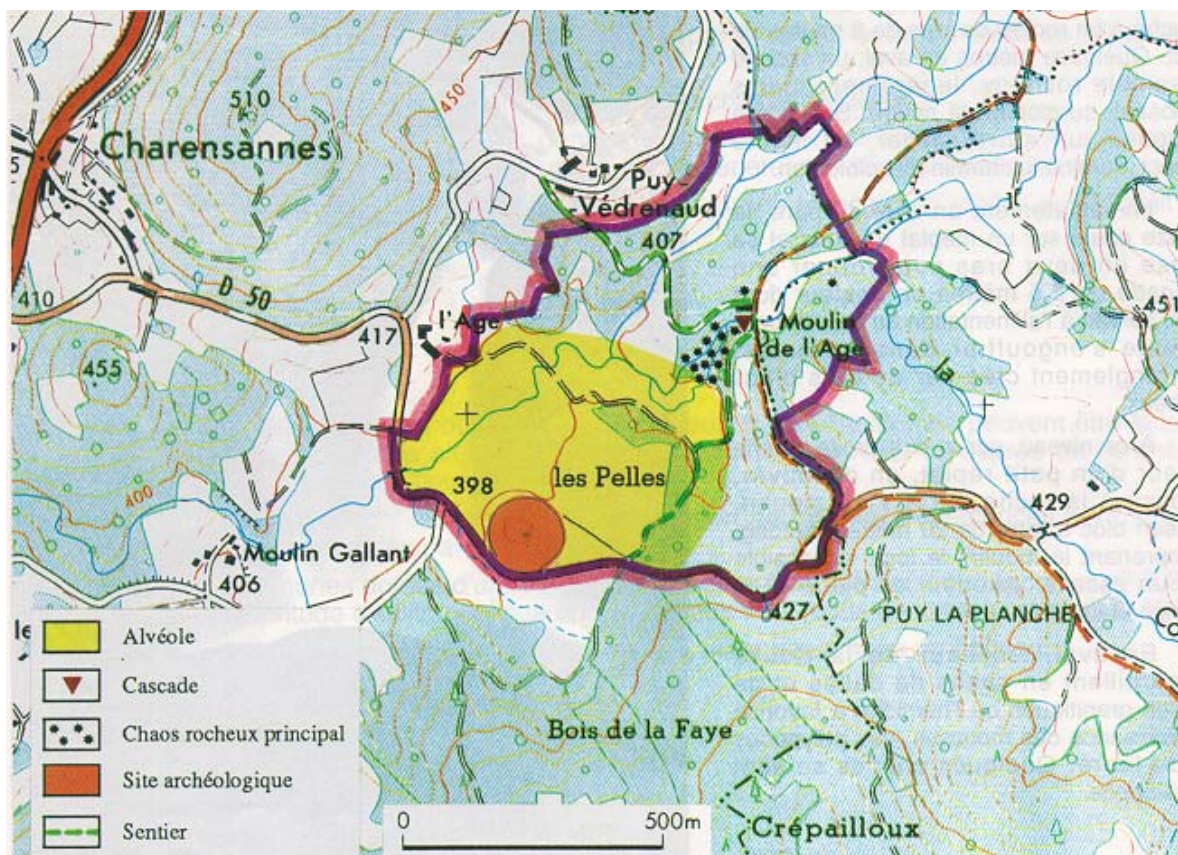 510
450
Charensannes
Puy-
Védrenaud
407
D 50
410
417
l'Age
Moulin
de l'Age
451
455
la
400
398
les Pelles
429
Moulin Gallant
406
427
PUY LA PLANCHE
Bois de la Faye
Crépailloux
Alvéole
Cascade
Chaos rocheux principal
Site archéologique
Sentier
0
500m